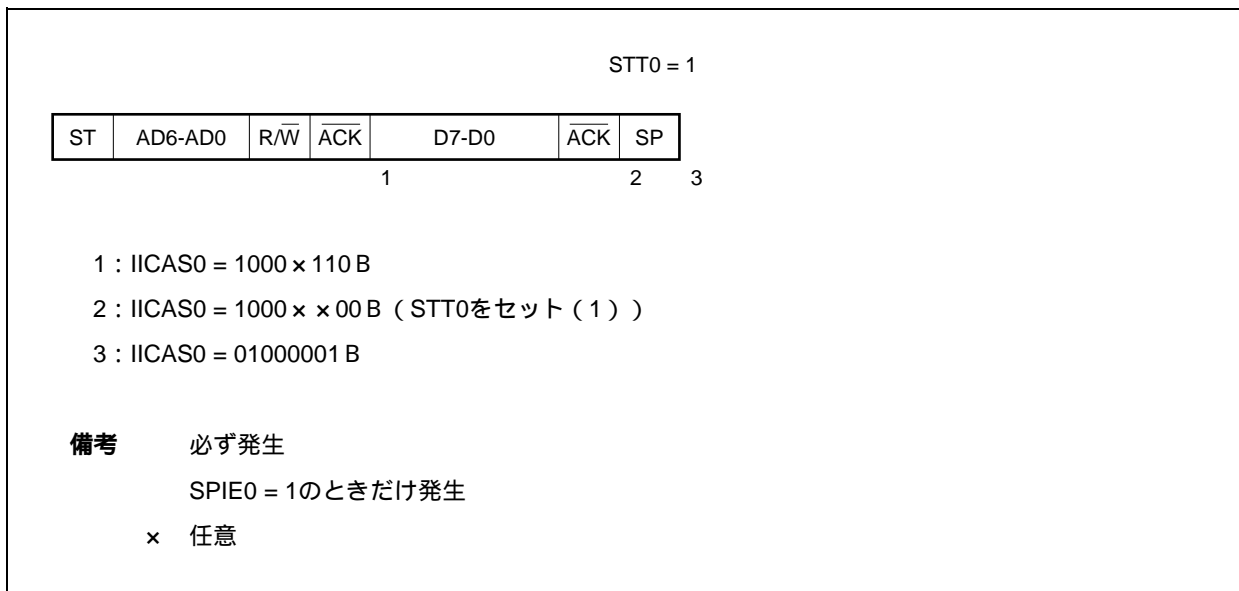 STT0 = 1
ST AD6-AD0 R/W̅ A̅C̅K̅ D7-D0 A̅C̅K̅ SP
1 2 3
1：IICAS0 = 1000×110 B
2：IICAS0 = 1000××00 B（STT0をセット（1））
3：IICAS0 = 01000001 B
備考 必ず発生
SPIE0 = 1のときだけ発生
× 任意